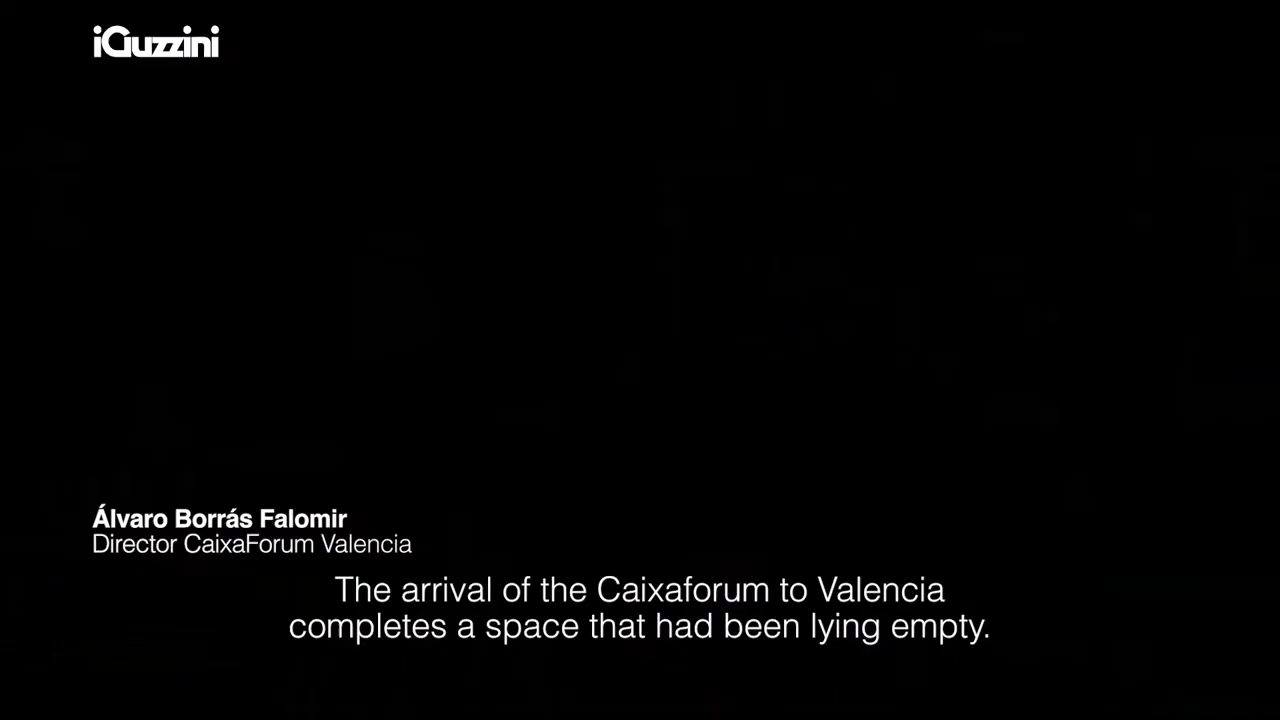 iGuzzini
Álvaro Borrás Falomir
Director CaixaForum Valencia
The arrival of the Caixaforum to Valencia
completes a space that had been lying empty.